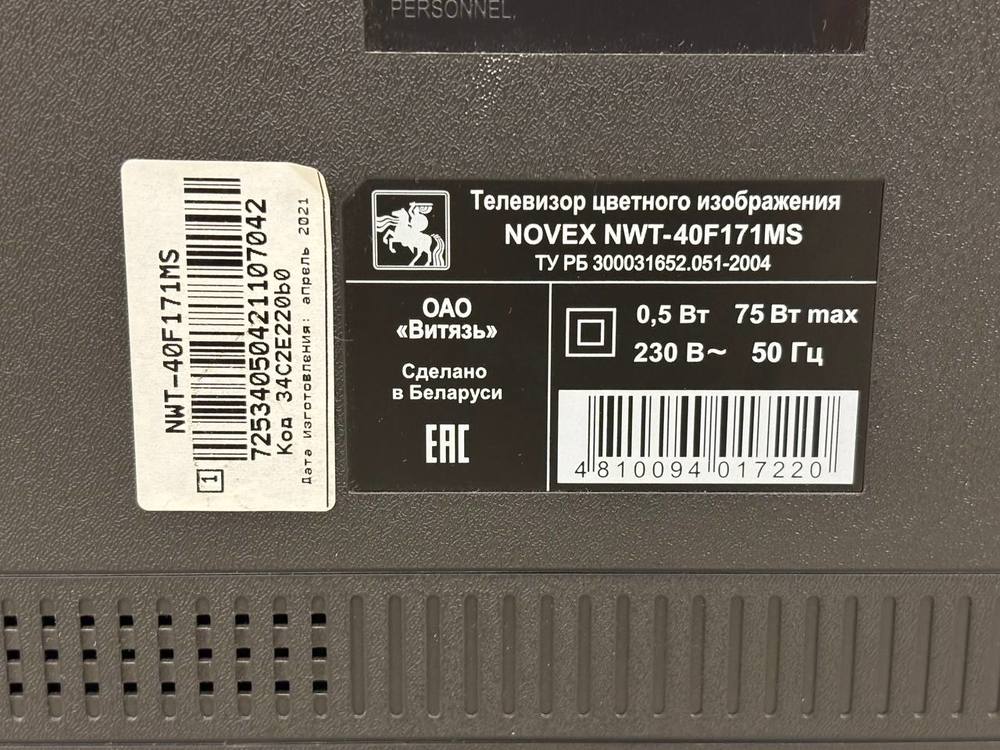 PERSONNEL.
NWT-40F171MS
7253405042110​7042
Код 34C2E220b0
Дата изготовления: апрель 2021
1
Телевизор цветного изображения
NOVEX NWT-40F171MS
ТУ РБ 300031652.051-2004
ОАО
«Витязь»
Сделано
в Беларуси
EAC
0,5 Вт 75 Вт max
230 В~ 50 Гц
4 810094 017220